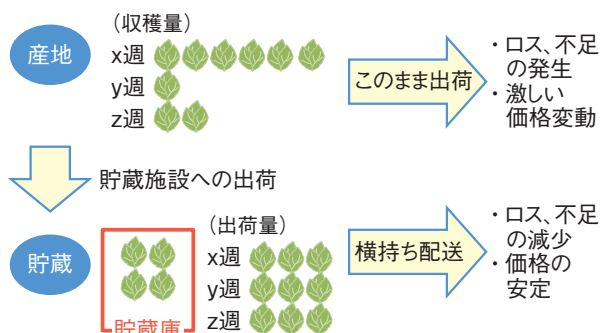 （収穫量）
産地
x週
y週
z週
このまま出荷
・ロス、不足
の発生
・激しい
価格変動
貯蔵施設への出荷
（出荷量）
貯蔵
x週
y週
z週
貯蔵庫
横持ち配送
・ロス、不足
の減少
・価格の
安定